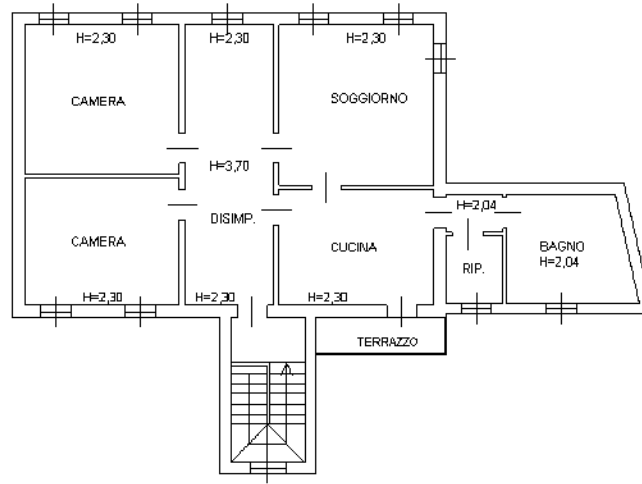 H=2,30
H=2,30
H=2,30
CAMERA
SOGGIORNO
H=3,70
H=2,04
DISIMP.
CAMERA
CUCINA
BAGNO
H=2,04
RIP.
H=2,30
H=2,30
H=2,30
TERRAZZO